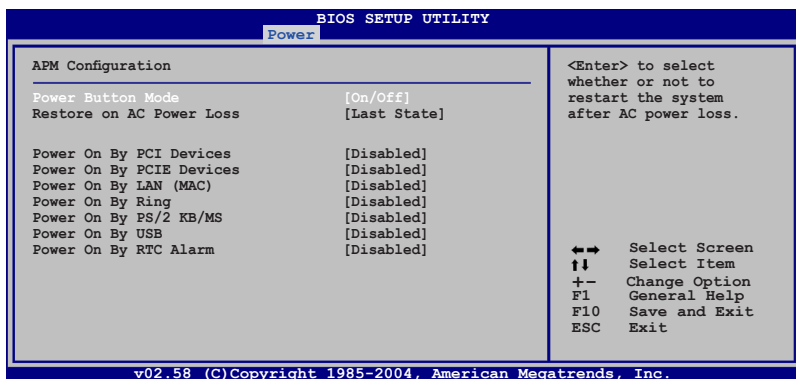 BIOS SETUP UTILITY
Power
APM Configuration
Power Button Mode [On/Off]
Restore on AC Power Loss [Last State]
Power On By PCI Devices [Disabled]
Power On By PCIE Devices [Disabled]
Power On By LAN (MAC) [Disabled]
Power On By Ring [Disabled]
Power On By PS/2 KB/MS [Disabled]
Power On By USB [Disabled]
Power On By RTC Alarm [Disabled]
<Enter> to select
whether or not to
restart the system
after AC power loss.
←→ Select Screen
↑↓ Select Item
+- Change Option
F1 General Help
F10 Save and Exit
ESC Exit
v02.58 (C)Copyright 1985-2004, American Megatrends, Inc.